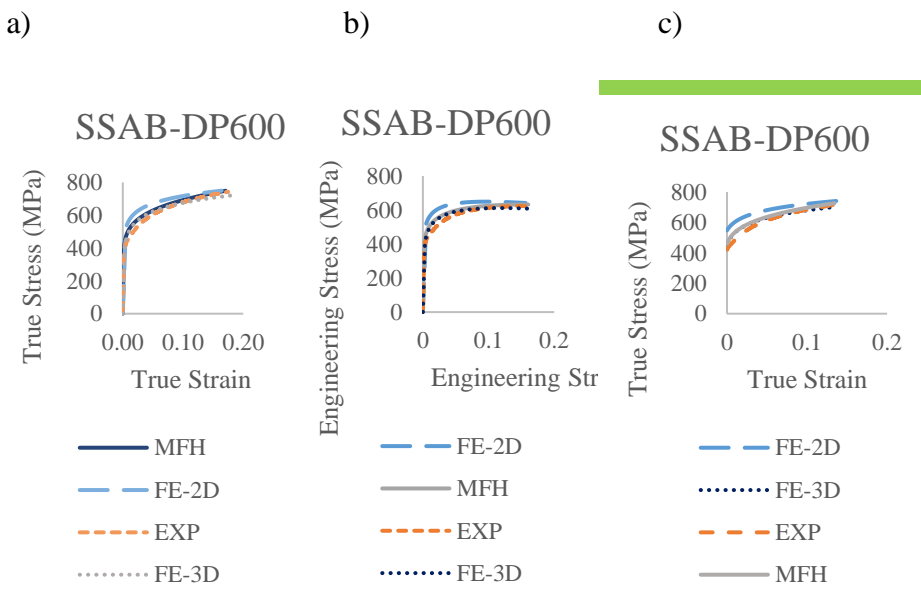 a)
b)
c)
SSAB-DP600
True Stress (MPa)
800
600
400
200
0
0.00 0.10 0.20
True Strain
MFH
FE-2D
EXP
FE-3D
SSAB-DP600
Engineering Stress (MPa)
800
600
400
200
0
0 0.1 0.2
Engineering Str
FE-2D
MFH
EXP
FE-3D
SSAB-DP600
True Stress (MPa)
800
600
400
200
0
0 0.1 0.2
True Strain
FE-2D
FE-3D
EXP
MFH